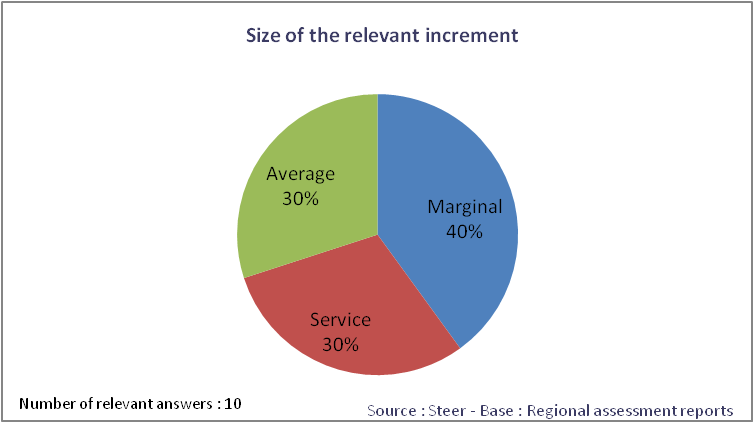 Size of the relevant increment
Average
30%
Marginal
40%
Service
30%
Number of relevant answers : 10
Source : Steer - Base : Regional assessment reports